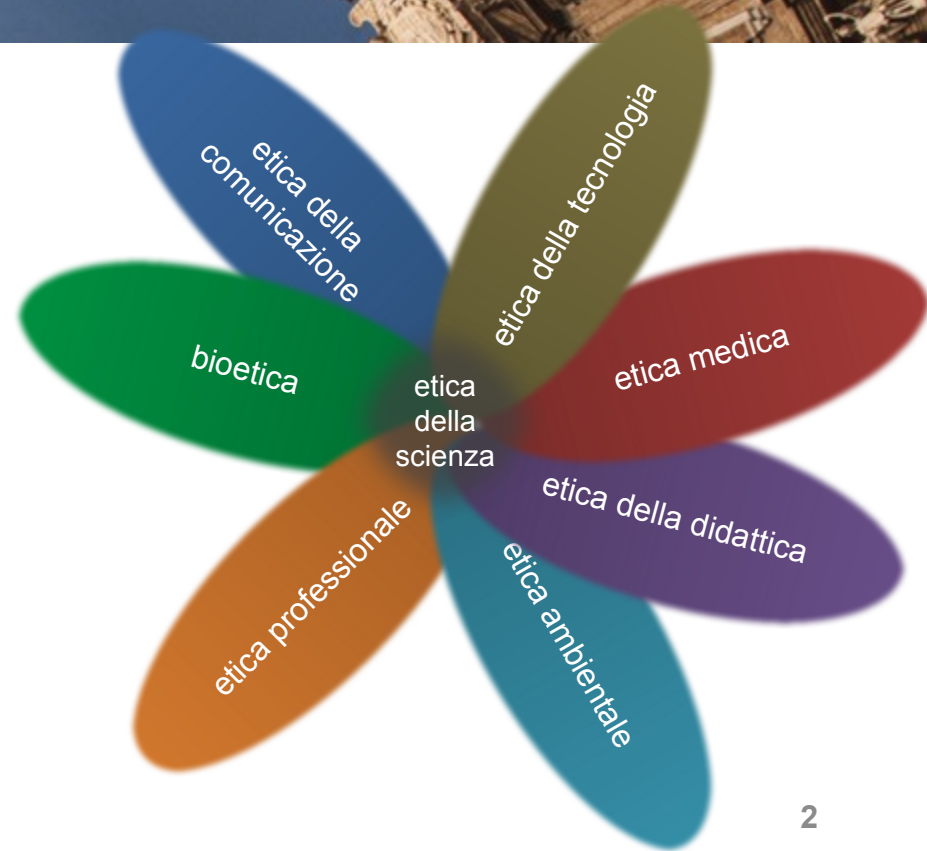 etica della
comunicazione
etica della tecnologia
bioetica
etica medica
etica
della
scienza
etica della didattica
etica professionale
etica ambientale
2